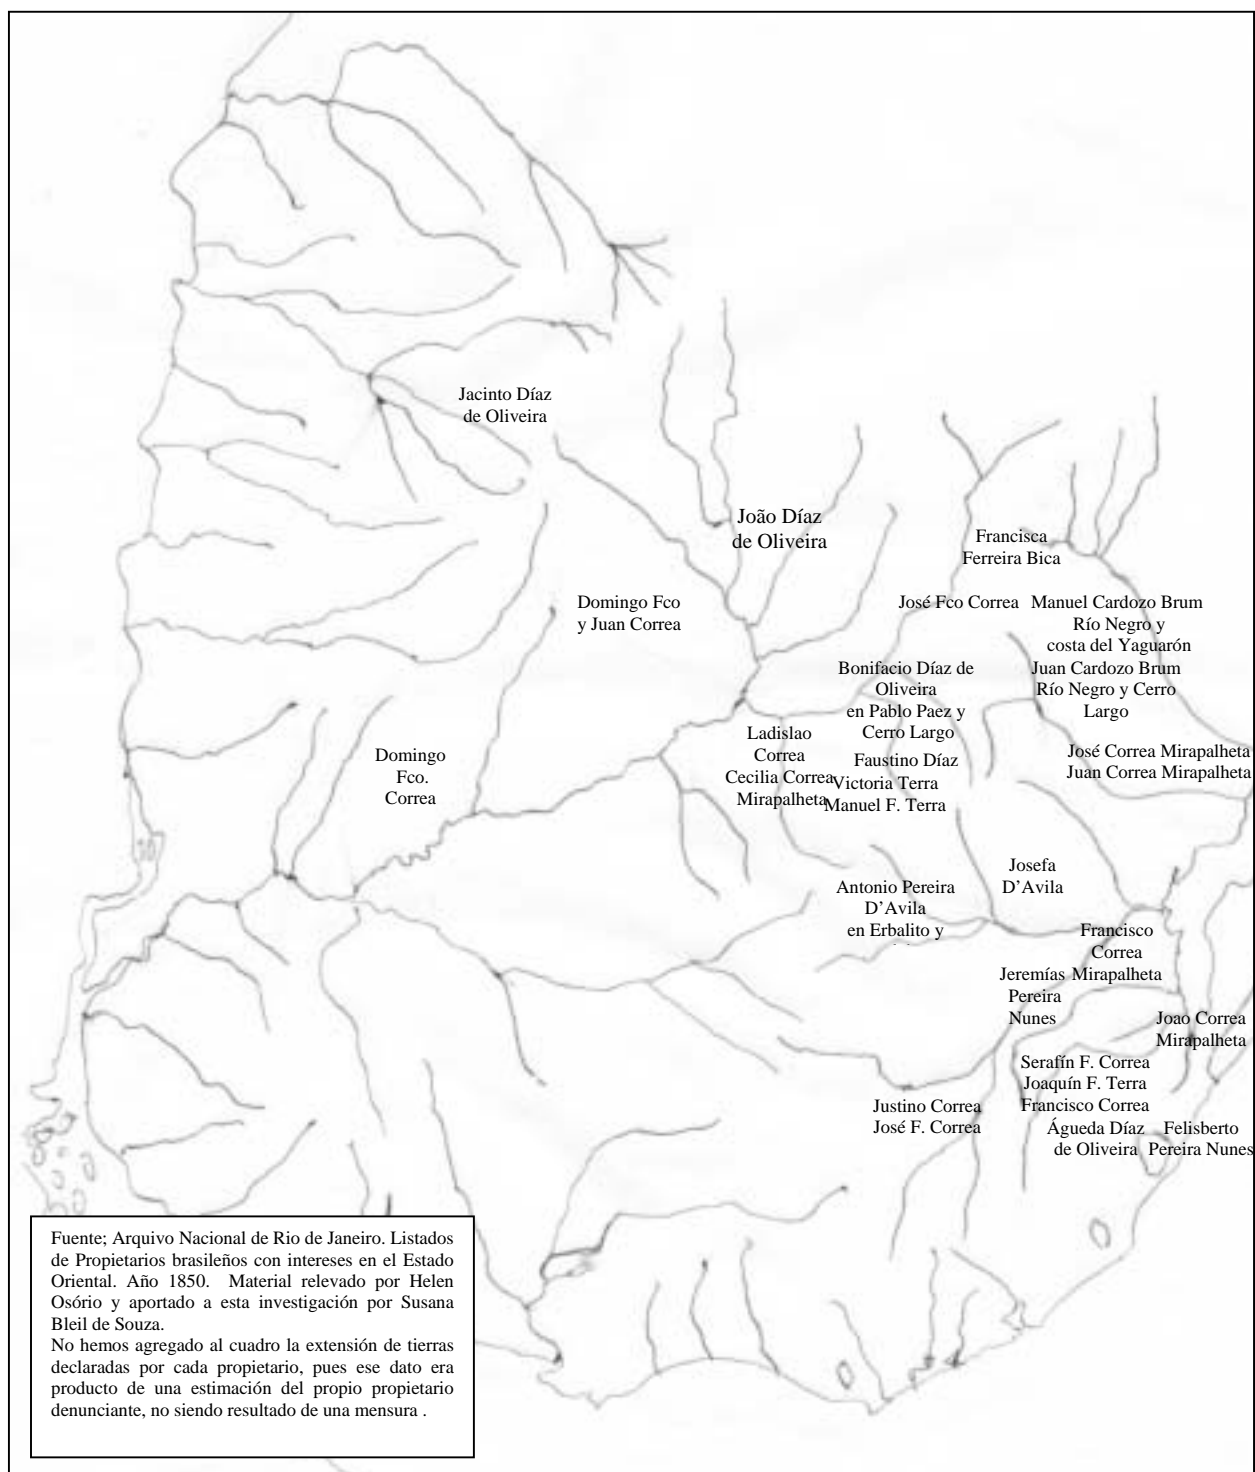 Jacinto Díaz
de Oliveira
João Díaz
de Oliveira
Francisca
Ferreira Bica
Domingo Fco
y Juan Correa
José Fco Correa
Manuel Cardozo Brum
Río Negro y
costa del Yaguarón
Juan Cardozo Brum
Río Negro y Cerro
Largo
Bonifacio Díaz de
Oliveira
en Pablo Paez y
Cerro Largo
Ladislao
Correa
Cecilia Correa
Mirapalheta
Faustino Díaz
Victoria Terra
Manuel F. Terra
José Correa Mirapalheta
Juan Correa Mirapalheta
Domingo
Fco.
Correa
Josefa
D'Avila
Antonio Pereira
D'Avila
en Erbalito y
Francisco
Correa
Mirapalheta
Jeremías
Pereira
Nunes
Joao Correa
Mirapalheta
Serafín F. Correa
Joaquín F. Terra
Francisco Correa
Justino Correa
José F. Correa
Águeda Díaz
de Oliveira
Felisberto
Pereira Nunes
Fuente; Arquivo Nacional de Rio de Janeiro. Listados
de Propietarios brasileños con intereses en el Estado
Oriental. Año 1850. Material relevado por Helen
Osório y aportado a esta investigación por Susana
Bleil de Souza.
No hemos agregado al cuadro la extensión de tierras
declaradas por cada propietario, pues ese dato era
producto de una estimación del propio propietario
denunciante, no siendo resultado de una mensura .